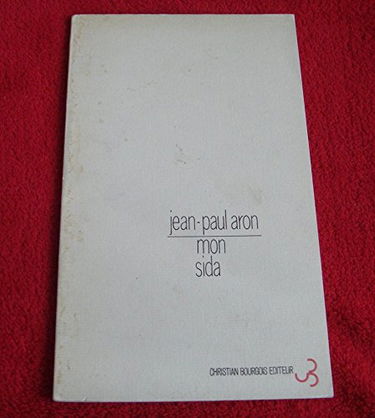 jean-paul aron
mon
sida
CHRISTIAN BOURGOIS EDITEUR